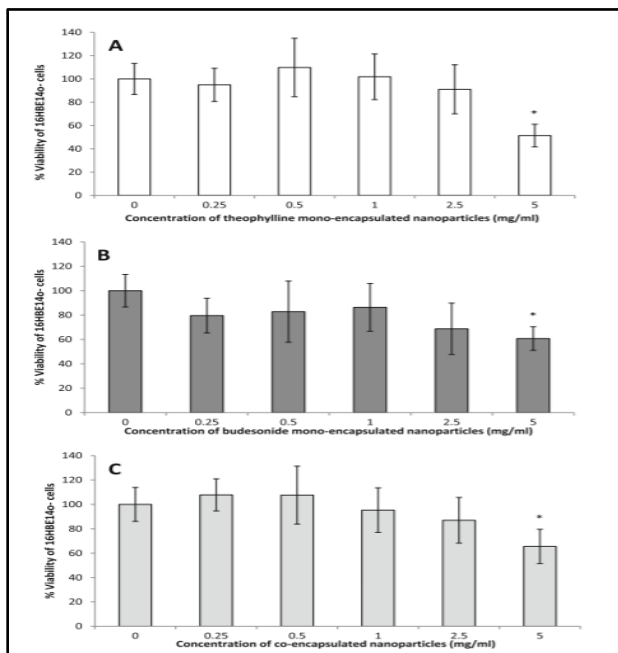 A
% Viability of 16HBE14o- cells
140
120
100
80
60
40
20
0
*
0 0.25 0.5 1 2.5 5
Concentration of theophylline mono-encapsulated nanoparticles (mg/ml)
B
% Viability of 16HBE14o- cells
140
120
100
80
60
40
20
0
*
0 0.25 0.5 1 2.5 5
Concentration of budesonide mono-encapsulated nanoparticles (mg/ml)
C
% Viability of 16HBE14o- cells
140
120
100
80
60
40
20
0
*
0 0.25 0.5 1 2.5 5
Concentration of co-encapsulated nanoparticles (mg/ml)